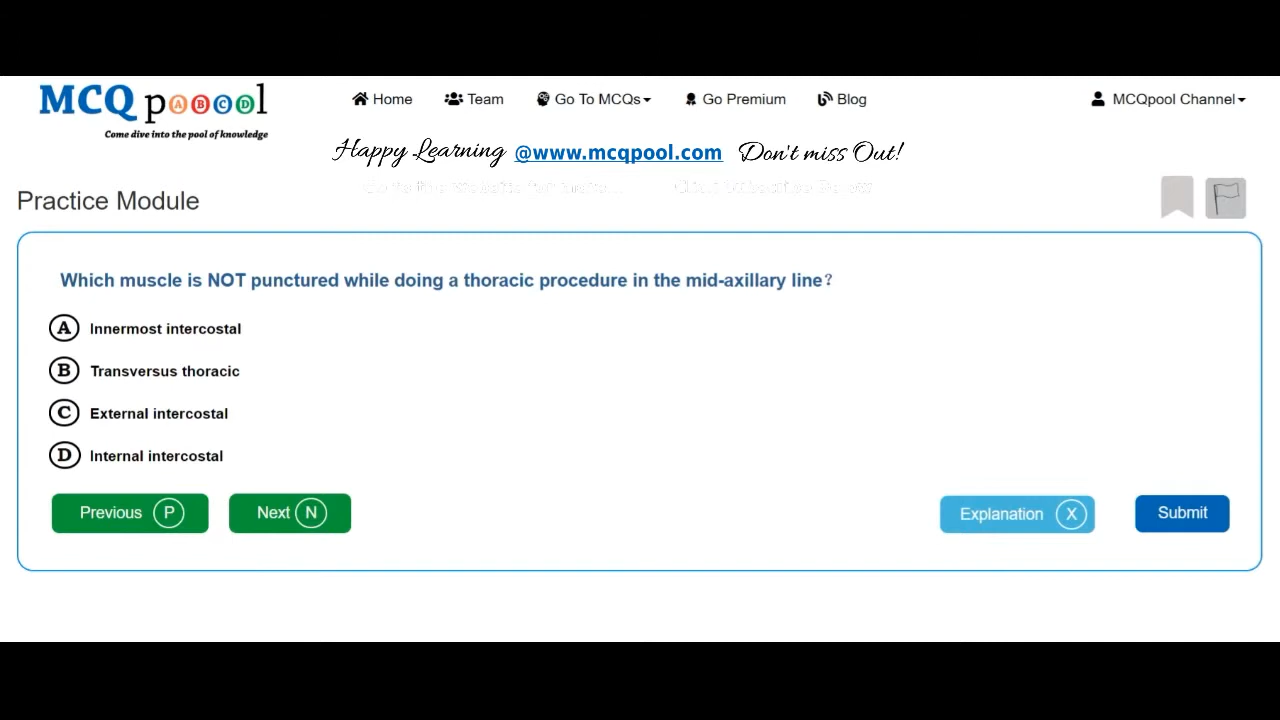 MCQ pABCDl
Come dive into the pool of knowledge
Home Team Go To MCQs Go Premium Blog MCQpool Channel
Happy Learning @www.mcqpool.com Don't miss Out!
Practice Module
Which muscle is NOT punctured while doing a thoracic procedure in the mid-axillary line?
A Innermost intercostal
B Transversus thoracic
C External intercostal
D Internal intercostal
Previous P Next N Explanation X Submit